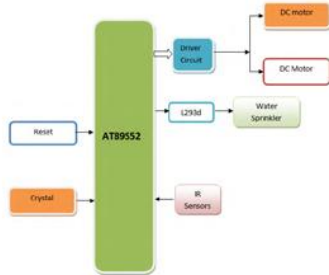 DC motor
Driver
Circuit
DC Motor
L293d
Water
Sprinkler
Reset
AT89S52
Crystal
IR
Sensors